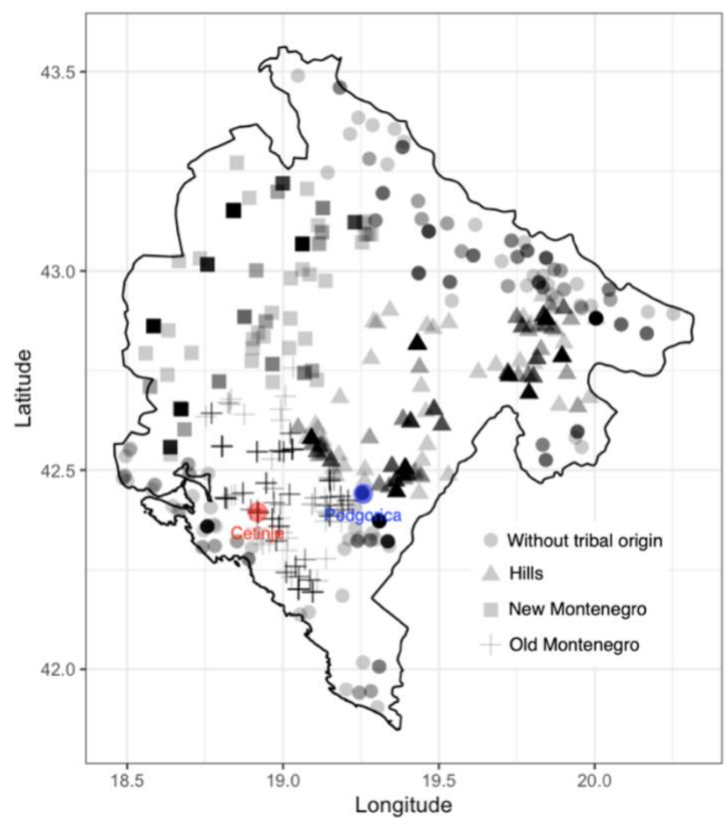 43.5
43.0
42.5
42.0
Latitude
Podgorica
Cetinje
Without tribal origin
Hills
New Montenegro
Old Montenegro
18.5 19.0 19.5 20.0
Longitude